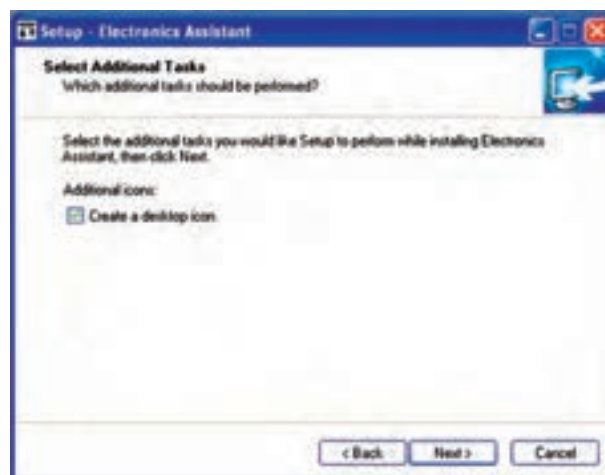 Setup - Electronics Assistant
Select Additional Tasks
Which additional tasks should be performed?
Select the additional tasks you would like Setup to perform while installing Electronics
Assistant, then click Next.
Additional icons:
Create a desktop icon
< Back Next > Cancel